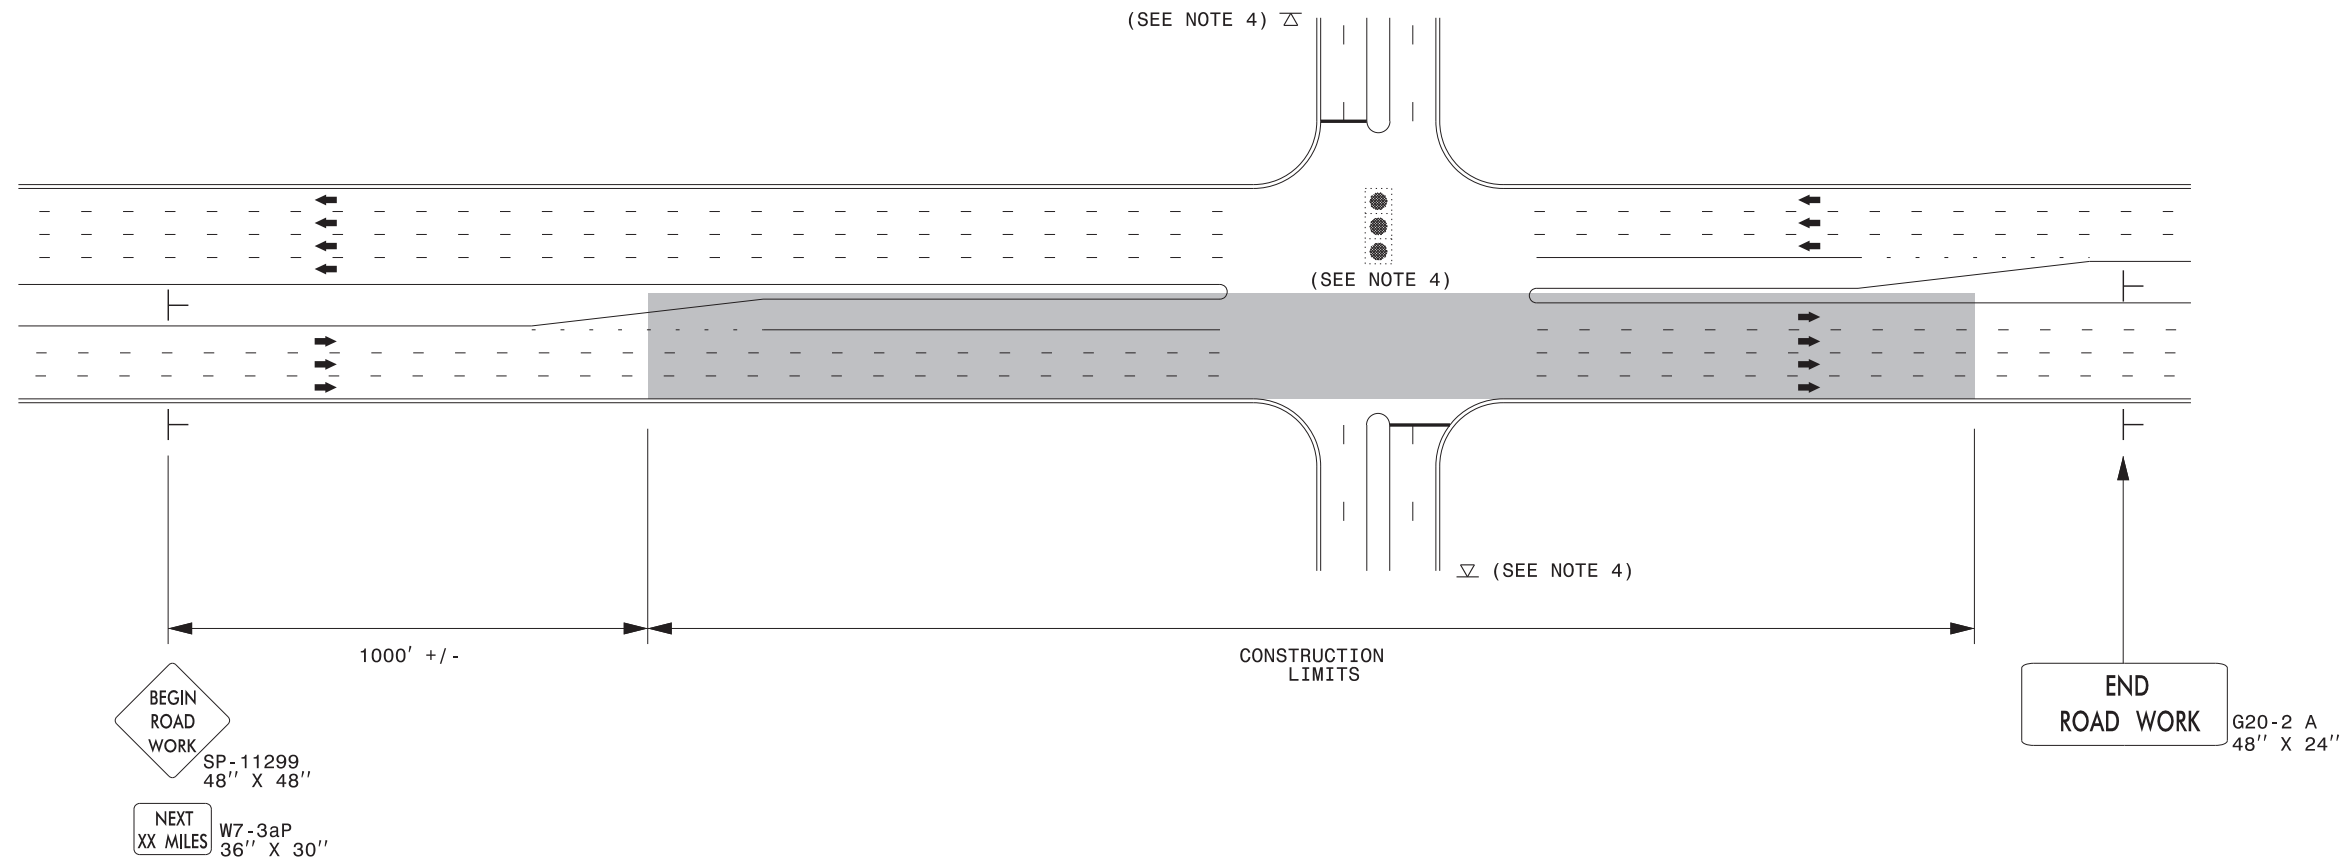 (SEE NOTE 4)
(SEE NOTE 4)
(SEE NOTE 4)
1000' +/-
CONSTRUCTION
LIMITS
BEGIN
ROAD
WORK
SP-11299
48'' X 48''
NEXT
XX MILES
W7-3aP
36'' X 30''
END
ROAD WORK
G20-2 A
48'' X 24''